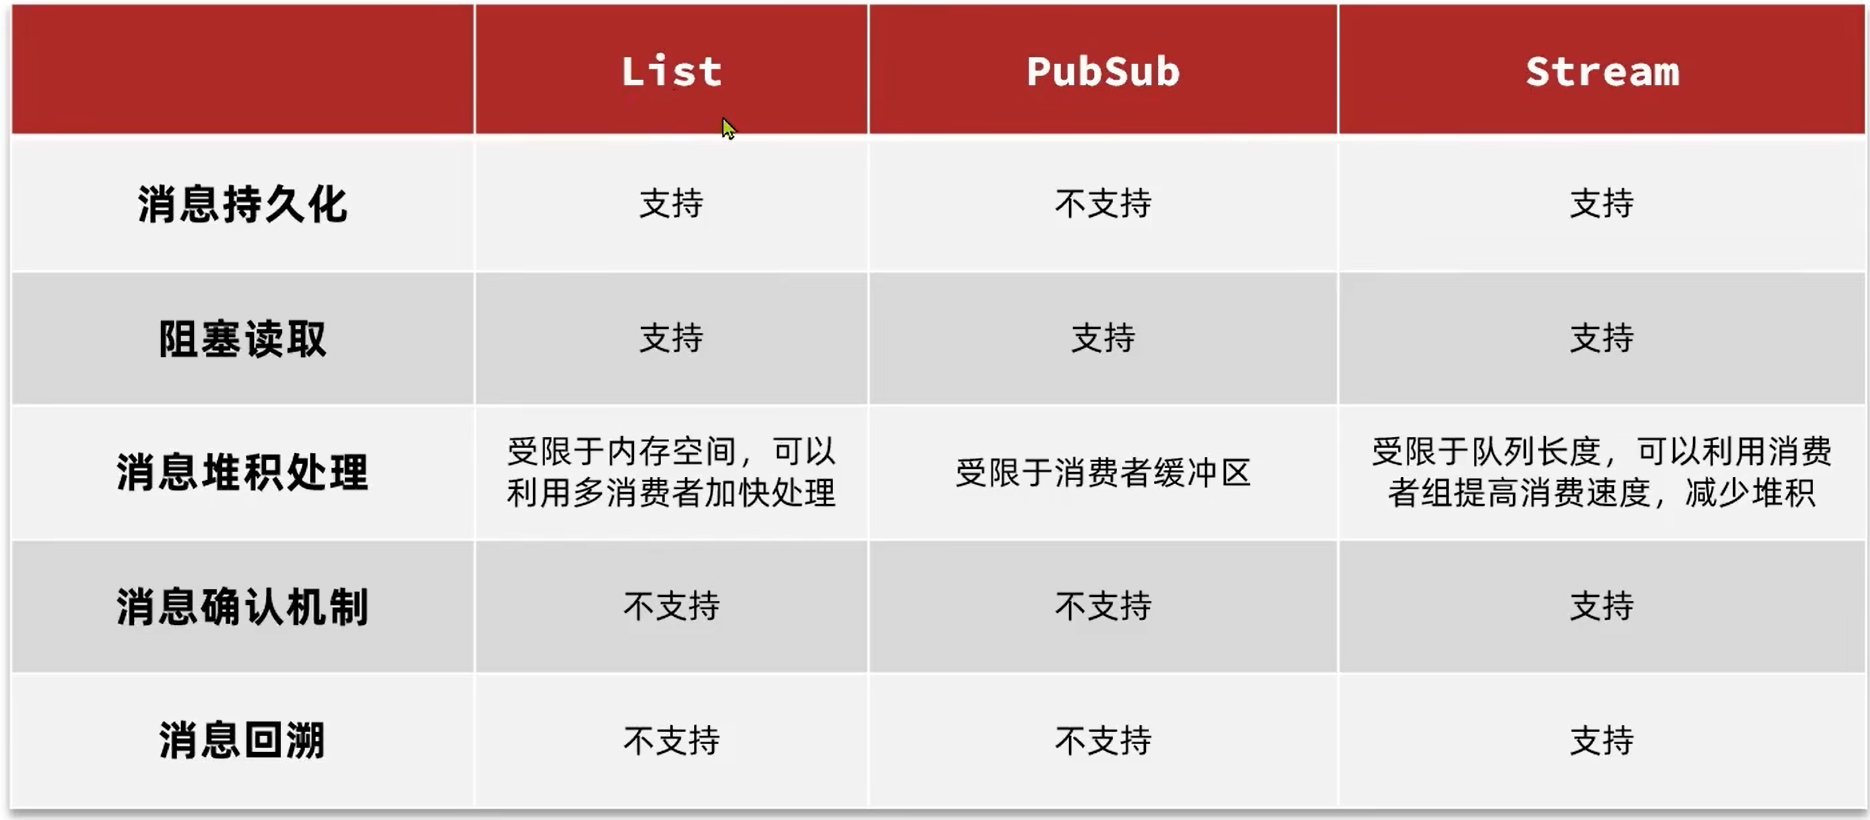 List PubSub Stream
消息持久化 支持 不支持 支持
阻塞读取 支持 支持 支持
消息堆积处理 受限于内存空间，可以 受限于消费者缓冲区 受限于队列长度，可以利用消费
利用多消费者加快处理 者组提高消费速度，减少堆积
消息确认机制 不支持 不支持 支持
消息回溯 不支持 不支持 支持